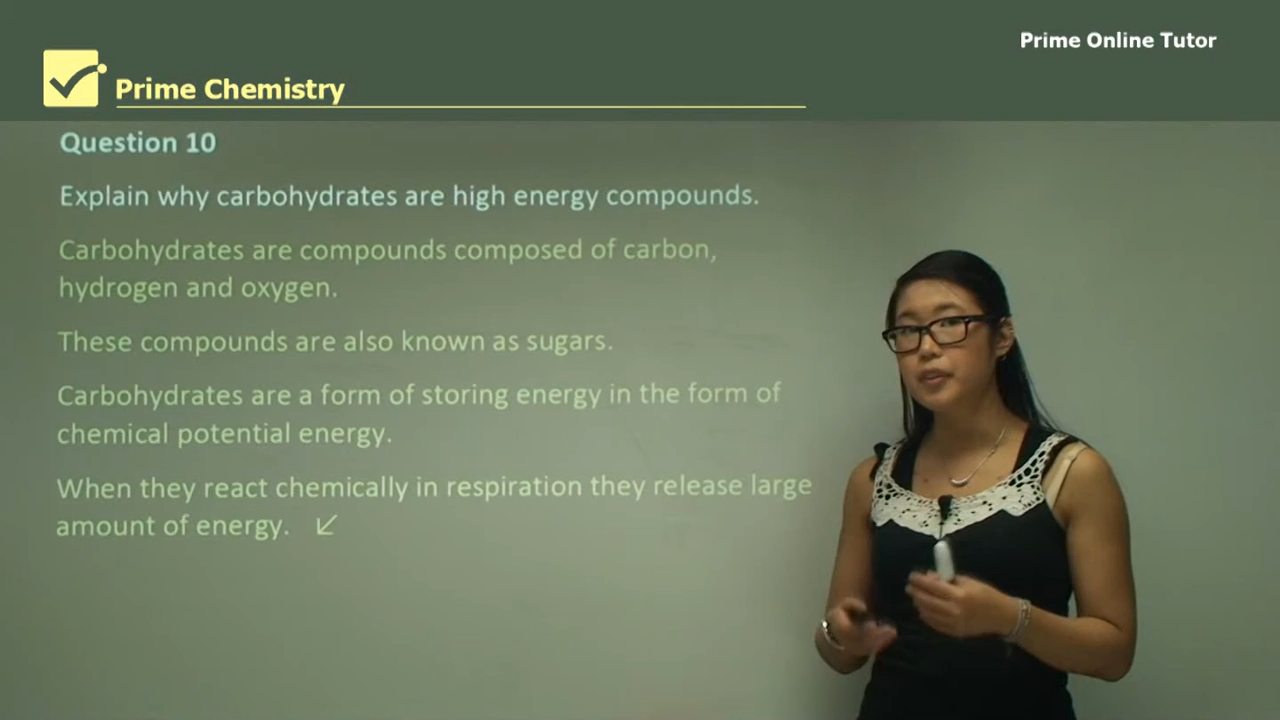 Prime Online Tutor
Prime Chemistry
Question 10
Explain why carbohydrates are high energy compounds.
Carbohydrates are compounds composed of carbon,
hydrogen and oxygen.
These compounds are also known as sugars.
Carbohydrates are a form of storing energy in the form of
chemical potential energy.
When they react chemically in respiration they release large
amount of energy.